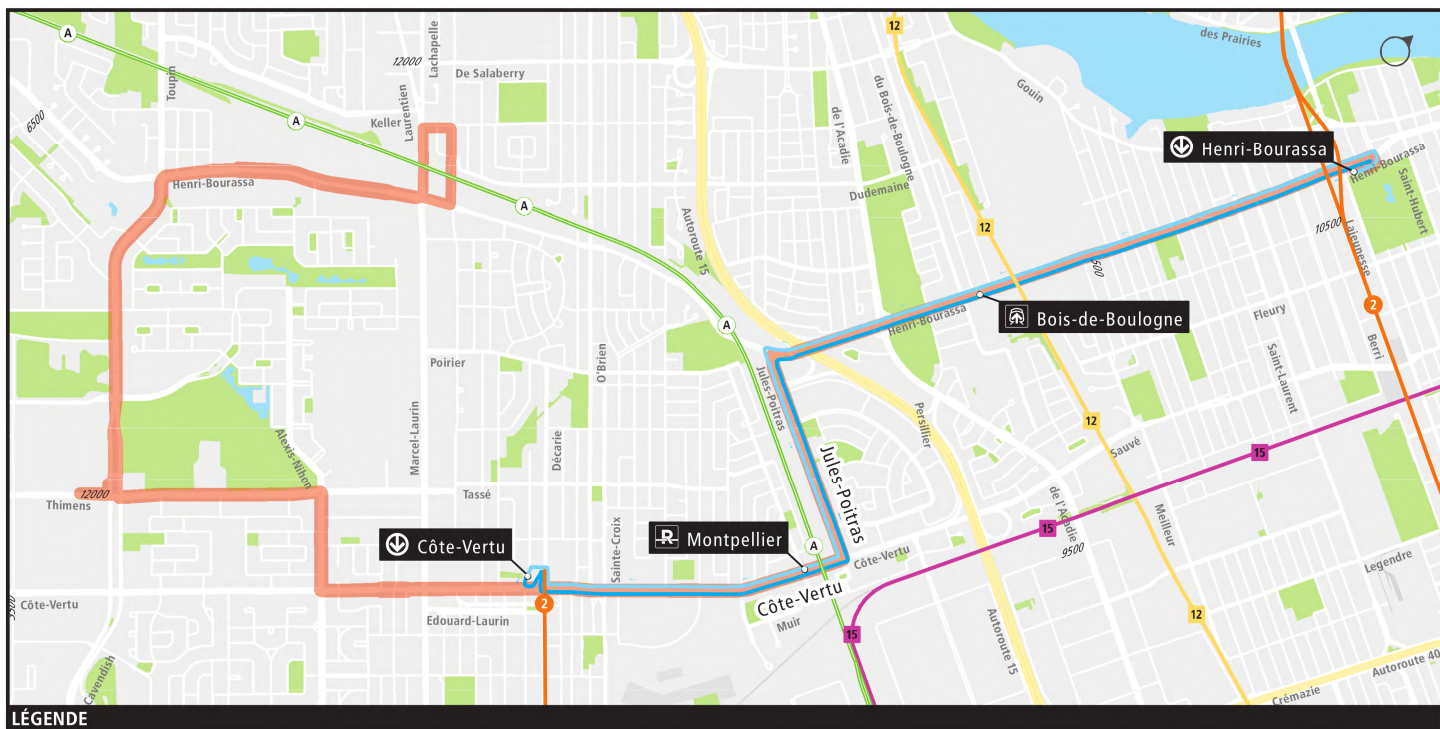 A
Toupin
12000
Lachapelle
De Salaberry
12
des Prairies
Gouin
6500
A
Keller
Laurentien
du Bois-de-Boulogne
de l'Acadie
Henri-Bourassa
Henri-Bourassa
Saint-Hubert
Henri-Bourassa
A
Dudemaine
Autoroute 15
12
10500
Lajeunesse
500
A
Henri-Bourassa
Bois-de-Boulogne
2
Fleury
Berri
Poirier
O'Brien
Jules-Poitras
Saint-Laurent
Persillier
12
Alexis-Nihon
Marcel-Laurin
Décarie
Jules-Poitras
Sauvé
15
12000
Thimens
Tassé
de l'Acadie
Meilleur
15
Côte-Vertu
Sainte-Croix
Montpellier
A
Côte-Vertu
9500
Legendre
5500
Côte-Vertu
2
Edouard-Laurin
Côte-Vertu
Muir
15
12
Autoroute 15
Cavendish
Autoroute 40
Crémazie
LÉGENDE